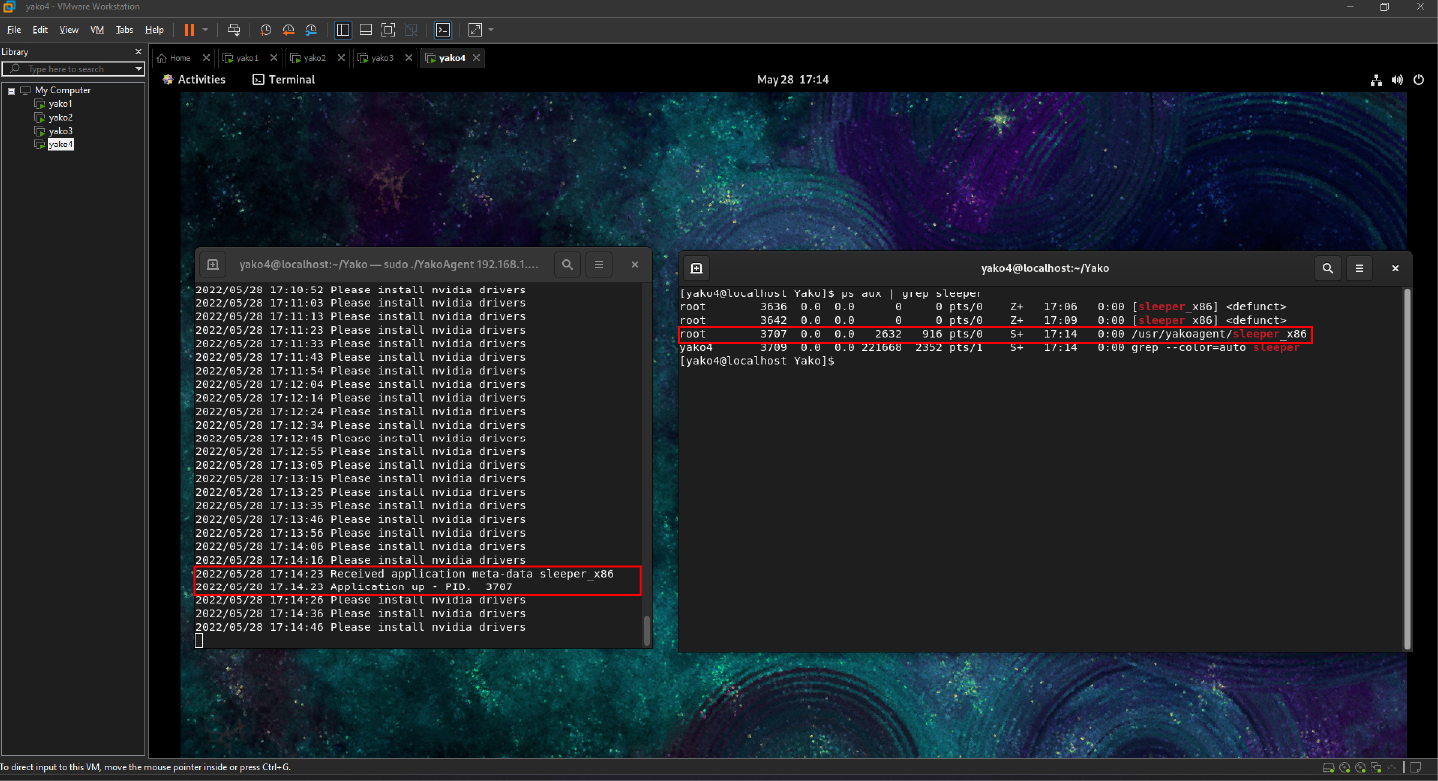 yako4 - VMware Workstation
File Edit View VM Tabs Help
Library
Type here to search
My Computer
yako1
yako2
yako3
yako4
Home yako1 yako2 yako3 yako4
Activities Terminal May 28 17:14
yako4@localhost:~/Yako — sudo ./YakoAgent 192.168.1....
2022/05/28 17:10:52 Please install nvidia drivers
2022/05/28 17:11:03 Please install nvidia drivers
2022/05/28 17:11:13 Please install nvidia drivers
2022/05/28 17:11:23 Please install nvidia drivers
2022/05/28 17:11:33 Please install nvidia drivers
2022/05/28 17:11:43 Please install nvidia drivers
2022/05/28 17:11:54 Please install nvidia drivers
2022/05/28 17:12:04 Please install nvidia drivers
2022/05/28 17:12:14 Please install nvidia drivers
2022/05/28 17:12:24 Please install nvidia drivers
2022/05/28 17:12:34 Please install nvidia drivers
2022/05/28 17:12:45 Please install nvidia drivers
2022/05/28 17:12:55 Please install nvidia drivers
2022/05/28 17:13:05 Please install nvidia drivers
2022/05/28 17:13:15 Please install nvidia drivers
2022/05/28 17:13:25 Please install nvidia drivers
2022/05/28 17:13:35 Please install nvidia drivers
2022/05/28 17:13:46 Please install nvidia drivers
2022/05/28 17:13:56 Please install nvidia drivers
2022/05/28 17:14:06 Please install nvidia drivers
2022/05/28 17:14:16 Please install nvidia drivers
2022/05/28 17:14:23 Received application meta-data sleeper_x86
2022/05/28 17:14:23 Application up - PID: 3707
2022/05/28 17:14:26 Please install nvidia drivers
2022/05/28 17:14:36 Please install nvidia drivers
2022/05/28 17:14:46 Please install nvidia drivers
yako4@localhost:~/Yako
[yako4@localhost Yako]$ ps aux | grep sleeper
root 3636 0.0 0.0 0 0 pts/0 Z+ 17:06 0:00 [sleeper_x86] <defunct>
root 3642 0.0 0.0 0 0 pts/0 Z+ 17:09 0:00 [sleeper_x86] <defunct>
root 3707 0.0 0.0 2632 916 pts/0 S+ 17:14 0:00 /usr/yakoagent/sleeper_x86
yako4 3709 0.0 0.0 221668 2352 pts/1 S+ 17:14 0:00 grep --color=auto sleeper
[yako4@localhost Yako]$
To direct input to this VM, move the mouse pointer inside or press Ctrl+G.